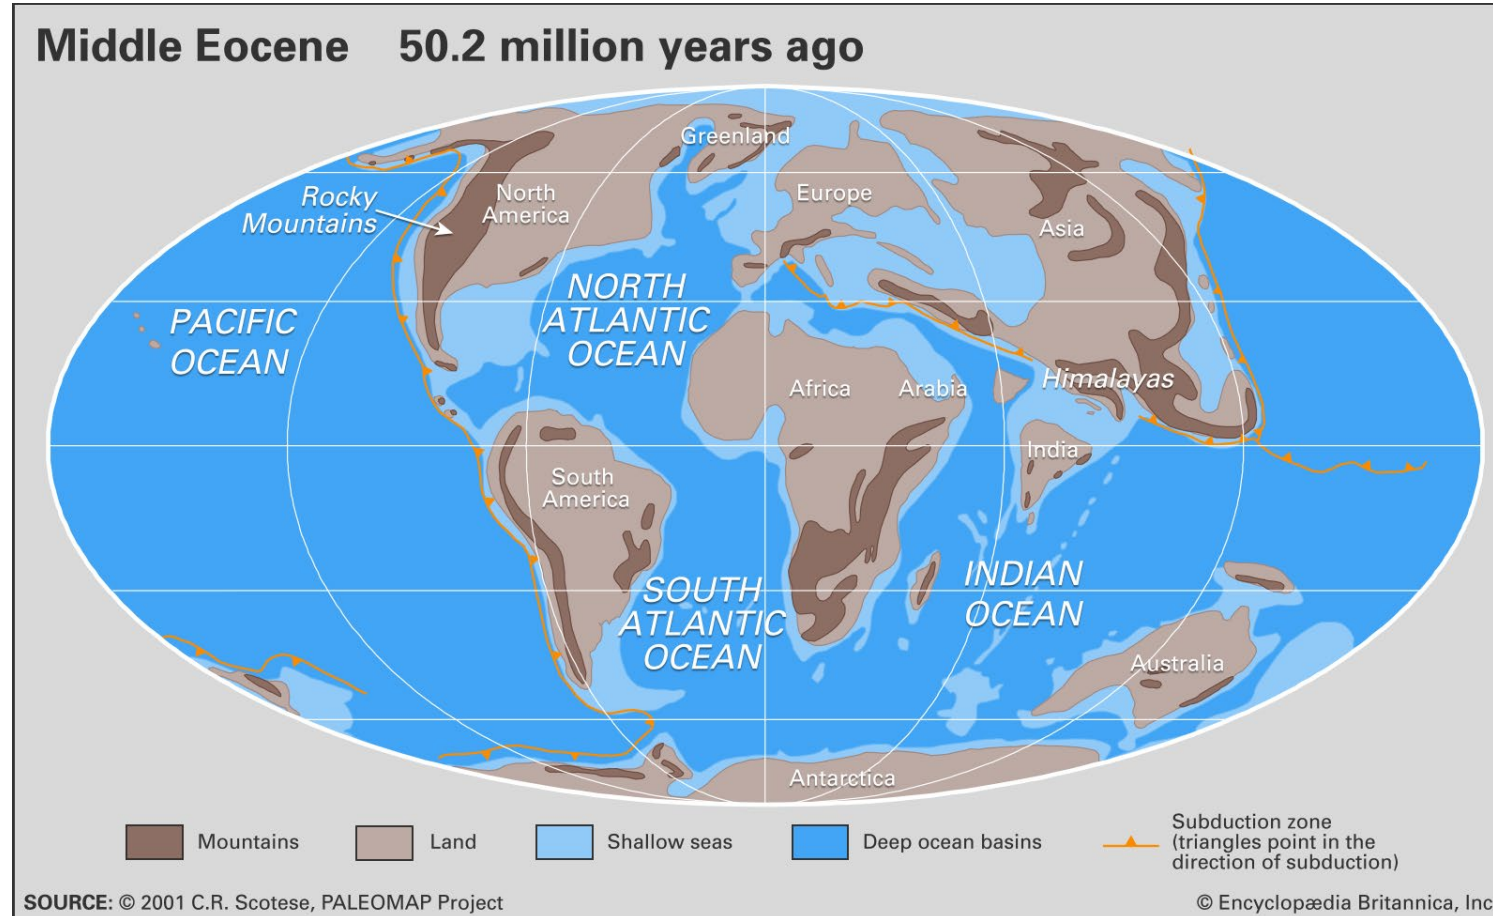 Middle Eocene 50.2 million years ago
Greenland
Rocky
Mountains
North
America
Europe
Asia
NORTH
ATLANTIC
OCEAN
PACIFIC
OCEAN
Africa
Arabia
Himalayas
India
South
America
SOUTH
ATLANTIC
OCEAN
INDIAN
OCEAN
Australia
Antarctica
Mountains
Land
Shallow seas
Deep ocean basins
Subduction zone
(triangles point in the
direction of subduction)
SOURCE: © 2001 C.R. Scotese, PALEOMAP Project
© Encyclopædia Britannica, Inc